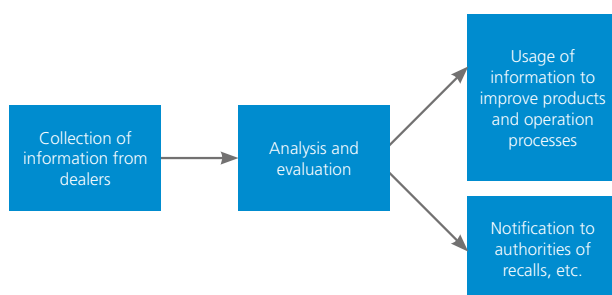 Collection of
information from
dealers
Analysis and
evaluation
Usage of
information to
improve products
and operation
processes
Notification to
authorities of
recalls, etc.